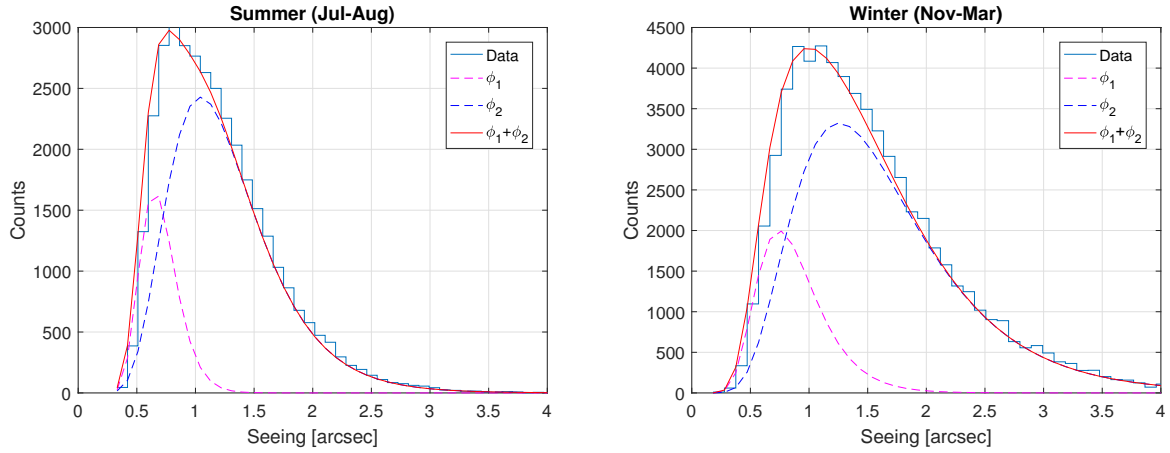 Summer (Jul-Aug)
3000
2500
2000
1500
1000
500
0
Counts
0 0.5 1 1.5 2 2.5 3 3.5 4
Seeing [arcsec]
Data
ϕ1
ϕ2
ϕ1+ϕ2
Winter (Nov-Mar)
4500
4000
3500
3000
2500
2000
1500
1000
500
0
Counts
0 0.5 1 1.5 2 2.5 3 3.5 4
Seeing [arcsec]
Data
ϕ1
ϕ2
ϕ1+ϕ2